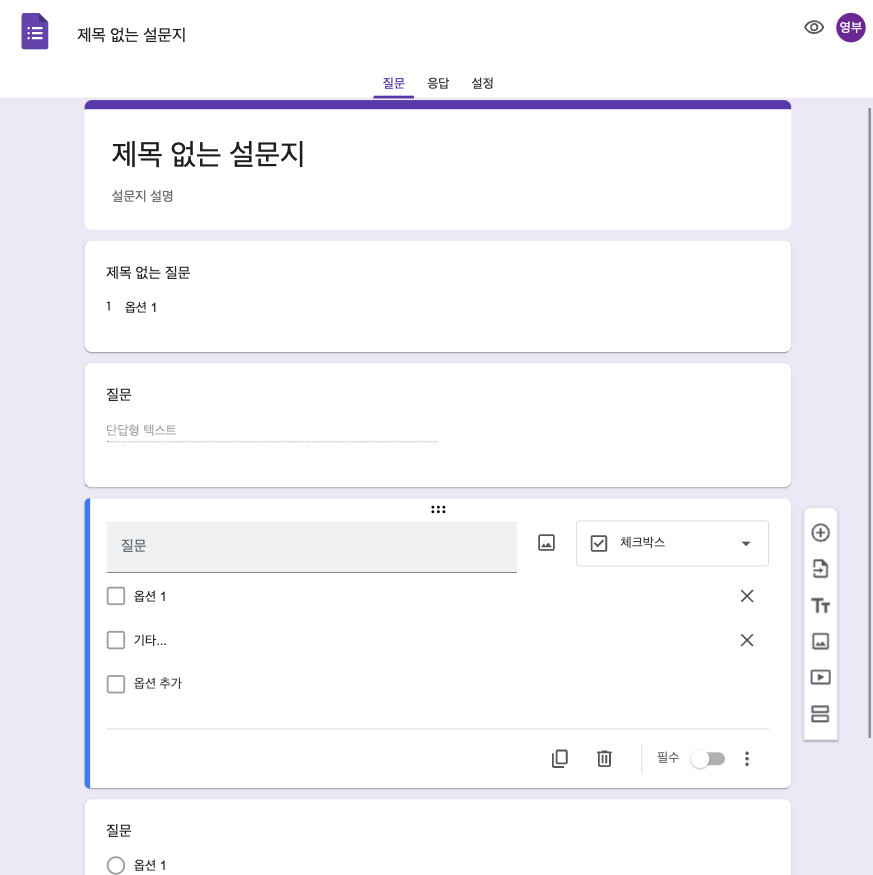 제목 없는 설문지
영부
질문 응답 설정
제목 없는 설문지
설문지 설명
제목 없는 질문
1 옵션 1
질문
단답형 텍스트
질문
체크박스
옵션 1
기타...
옵션 추가
필수
질문
옵션 1